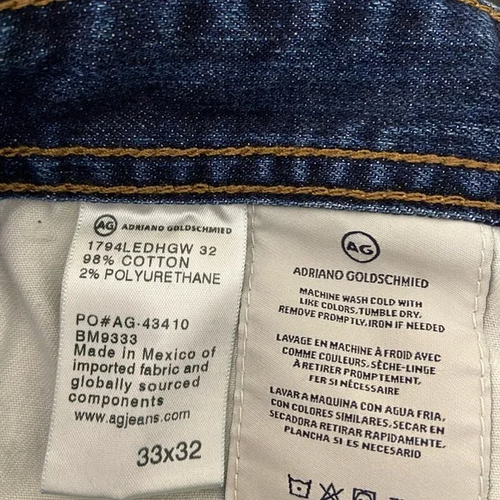 AG ADRIANO GOLDSCHMIED
1794LEDHGW 32
98% COTTON
2% POLYURETHANE
PO#AG-43410
BM9333
Made in Mexico of
imported fabric and
globally sourced
components
www.agjeans.com
33x32
AG
ADRIANO GOLDSCHMIED
MACHINE WASH COLD WITH
LIKE COLORS, TUMBLE DRY,
REMOVE PROMPTLY, IRON IF NEEDED
LAVAGE EN MACHINE À FROID AVEC
COMME COULEURS, SÈCHE-LINGE
À RETIRER PROMPTEMENT,
FER SI NÉCESSAIRE
LAVAR A MAQUINA CON AGUA FRIA,
CON COLORES SIMILARES, SECAR EN
SECADORA RETIRAR RAPIDAMENTE,
PLANCHA SI ES NECESARIO